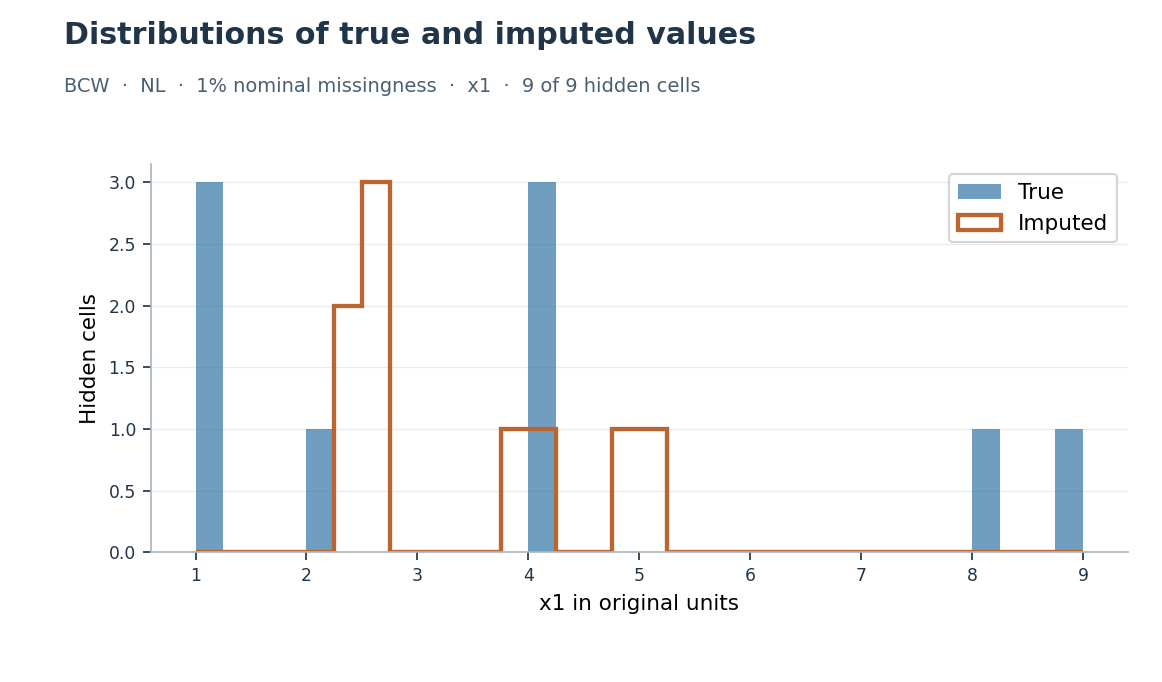 Distributions of true and imputed values
BCW · NL · 1% nominal missingness · x1 · 9 of 9 hidden cells
True
Imputed
Hidden cells
3.0
2.5
2.0
1.5
1.0
0.5
0.0
1 2 3 4 5 6 7 8 9
x1 in original units